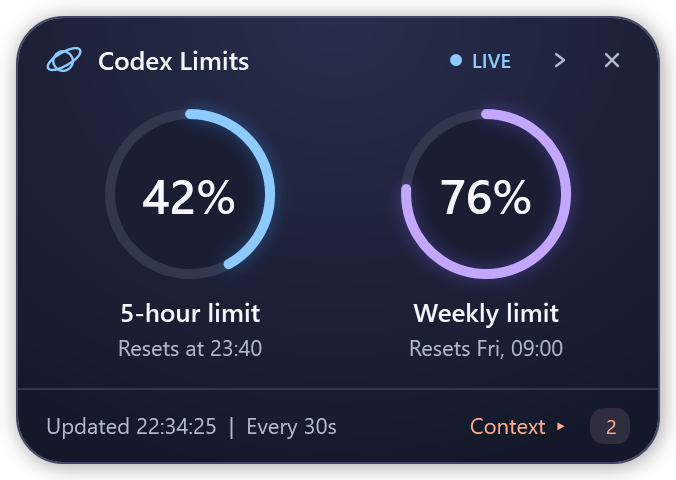 Codex Limits
LIVE
42%
76%
5-hour limit
Weekly limit
Resets at 23:40
Resets Fri, 09:00
Updated 22:34:25 | Every 30s
Context
2